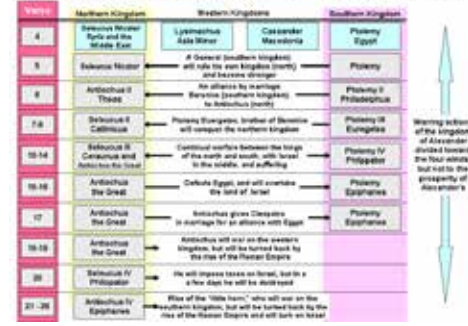 Verse
Northern Kingdom
Western Kingdoms
Southern Kingdom
4
Seleucus Nicator
Syria and the
Middle East
Lysimachus
Asia Minor
Cassander
Macedonia
Ptolemy
Egypt
5
Seleucus Nicator
A General (southern kingdom)
will rule his own kingdom (north)
and become stronger
Ptolemy
6
Antiochus II
Theos
An alliance by marriage
Berenice (southern kingdom)
to Antiochus (north)
Ptolemy II
Philadelphus
7-9
Seleucus II
Callinicus
Ptolemy Euergetes, brother of Berenice
will conquer the northern kingdom
Ptolemy III
Euergetes
10-14
Seleucus III
Ceraunus and
Antiochus the Great
Continual warfare between the kings
of the north and south, with Israel
in the middle, and suffering
Ptolemy IV
Philopator
Antiochus
the Great
Defeats Egypt, and will overtake
the land of Israel
Ptolemy
Epiphanes
17
Antiochus
the Great
Antiochus gives Cleopatra
in marriage for an alliance with Egypt
Ptolemy
Epiphanes
Antiochus
the Great
Antiochus will war on the western
kingdom, but will be turned back by
the rise of the Roman Empire
20
Seleucus IV
Philopator
He will impose taxes on Israel, but in a
few days he will be destroyed
21 - 35
Antiochus IV
Epiphanes
Rise of the "little horn," who will war on the
southern kingdom, but will be turned back by the
rise of the Roman Empire and will turn on Israel
Warring actions
of the kingdom
of Alexander
divided toward
the four winds
but not to the
prosperity of
Alexander's